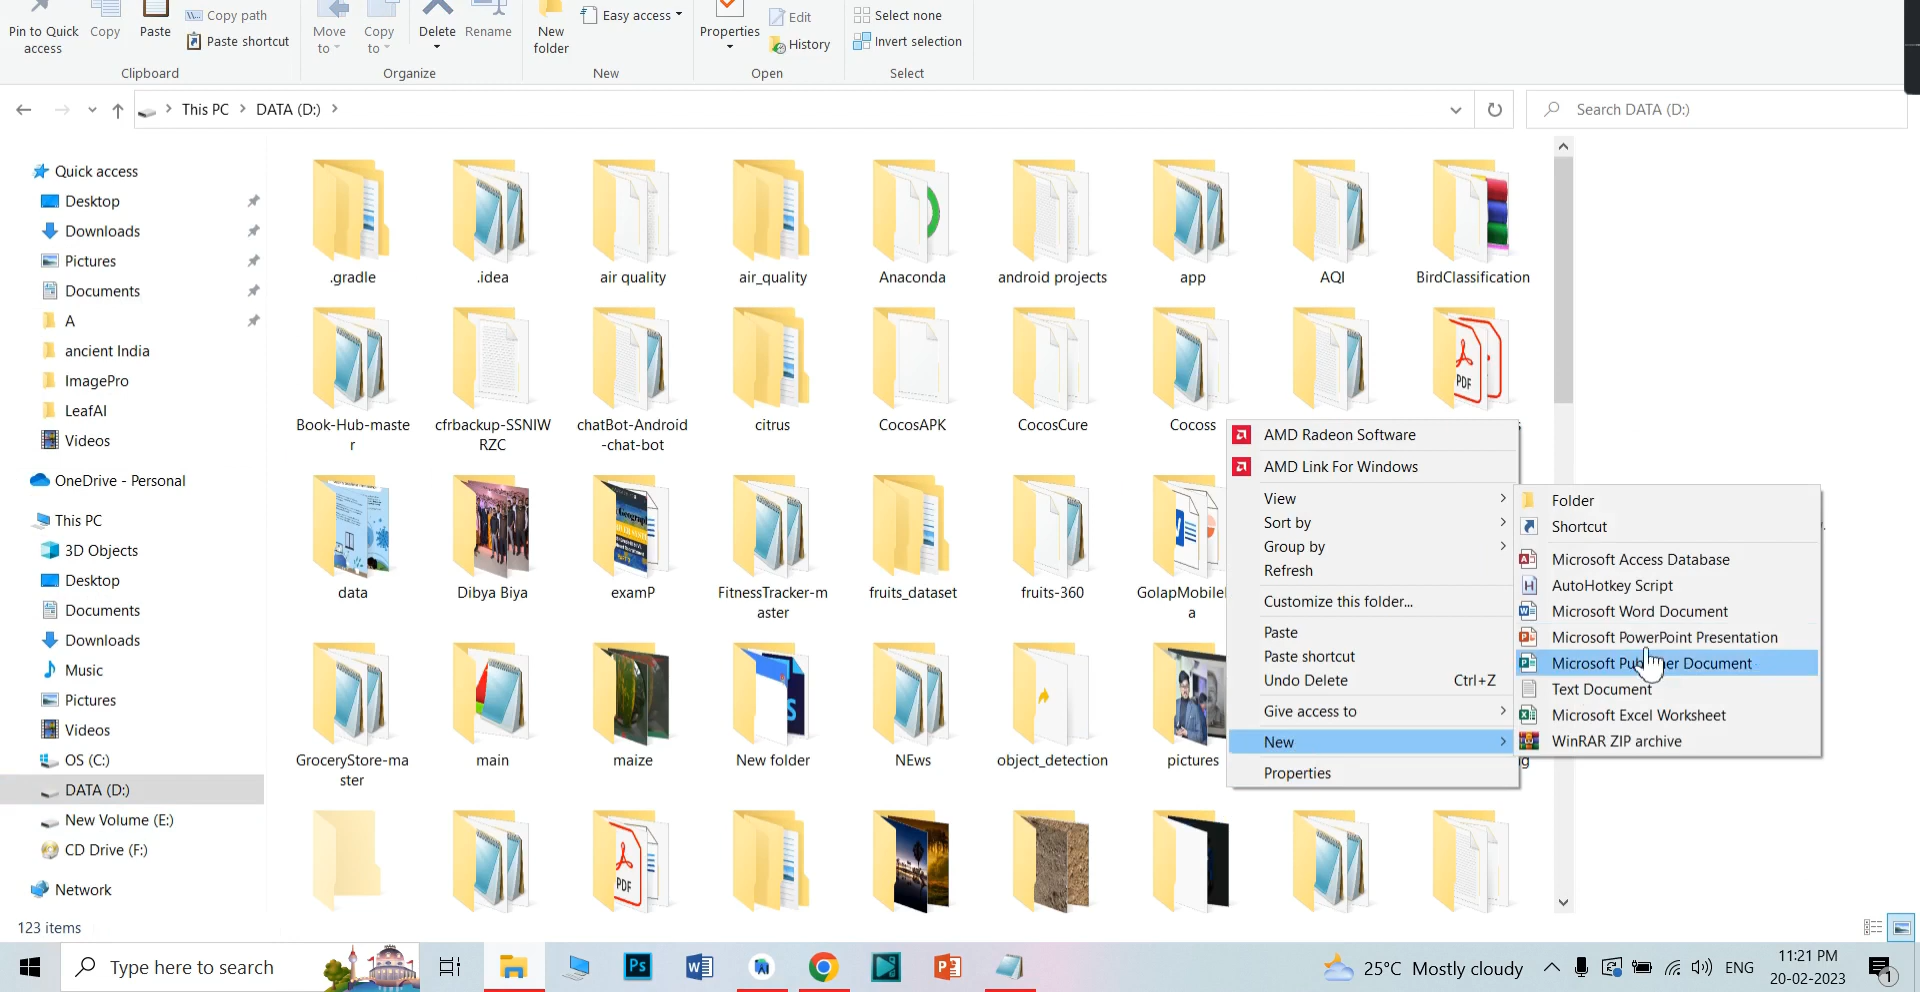 Pin to Quick access
Copy
Paste
Copy path
Paste shortcut
Clipboard
Move to
Copy to
Delete
Rename
Organize
New folder
Easy access
New
Properties
Edit
History
Open
Select none
Invert selection
Select
This PC
DATA (D:)
Search DATA (D:)
Quick access
Desktop
Downloads
Pictures
Documents
A
ancient India
ImagePro
LeafAI
Videos
OneDrive - Personal
This PC
3D Objects
Desktop
Documents
Downloads
Music
Pictures
Videos
OS (C:)
DATA (D:)
New Volume (E:)
CD Drive (F:)
Network
.gradle
.idea
air quality
air_quality
Anaconda
android projects
app
AQI
BirdClassification
Book-Hub-maste
r
cfrbackup-SSNIW
RZC
chatBot-Android
-chat-bot
citrus
CocosAPK
CocosCure
Cocoss
PDF
data
Dibya Biya
examP
FitnessTracker-m
aster
fruits_dataset
fruits-360
GolapMobileI
a
GroceryStore-ma
ster
main
maize
New folder
NEws
object_detection
pictures
g
PDF
AMD Radeon Software
AMD Link For Windows
View
Sort by
Group by
Refresh
Customize this folder...
Paste
Paste shortcut
Undo Delete Ctrl+Z
Give access to
New
Properties
Folder
Shortcut
Microsoft Access Database
AutoHotkey Script
Microsoft Word Document
Microsoft PowerPoint Presentation
Microsoft Pub er Document
Text Document
Microsoft Excel Worksheet
WinRAR ZIP archive
123 items
Type here to search
Ps
25°C Mostly cloudy
ENG
11:21 PM
20-02-2023
1